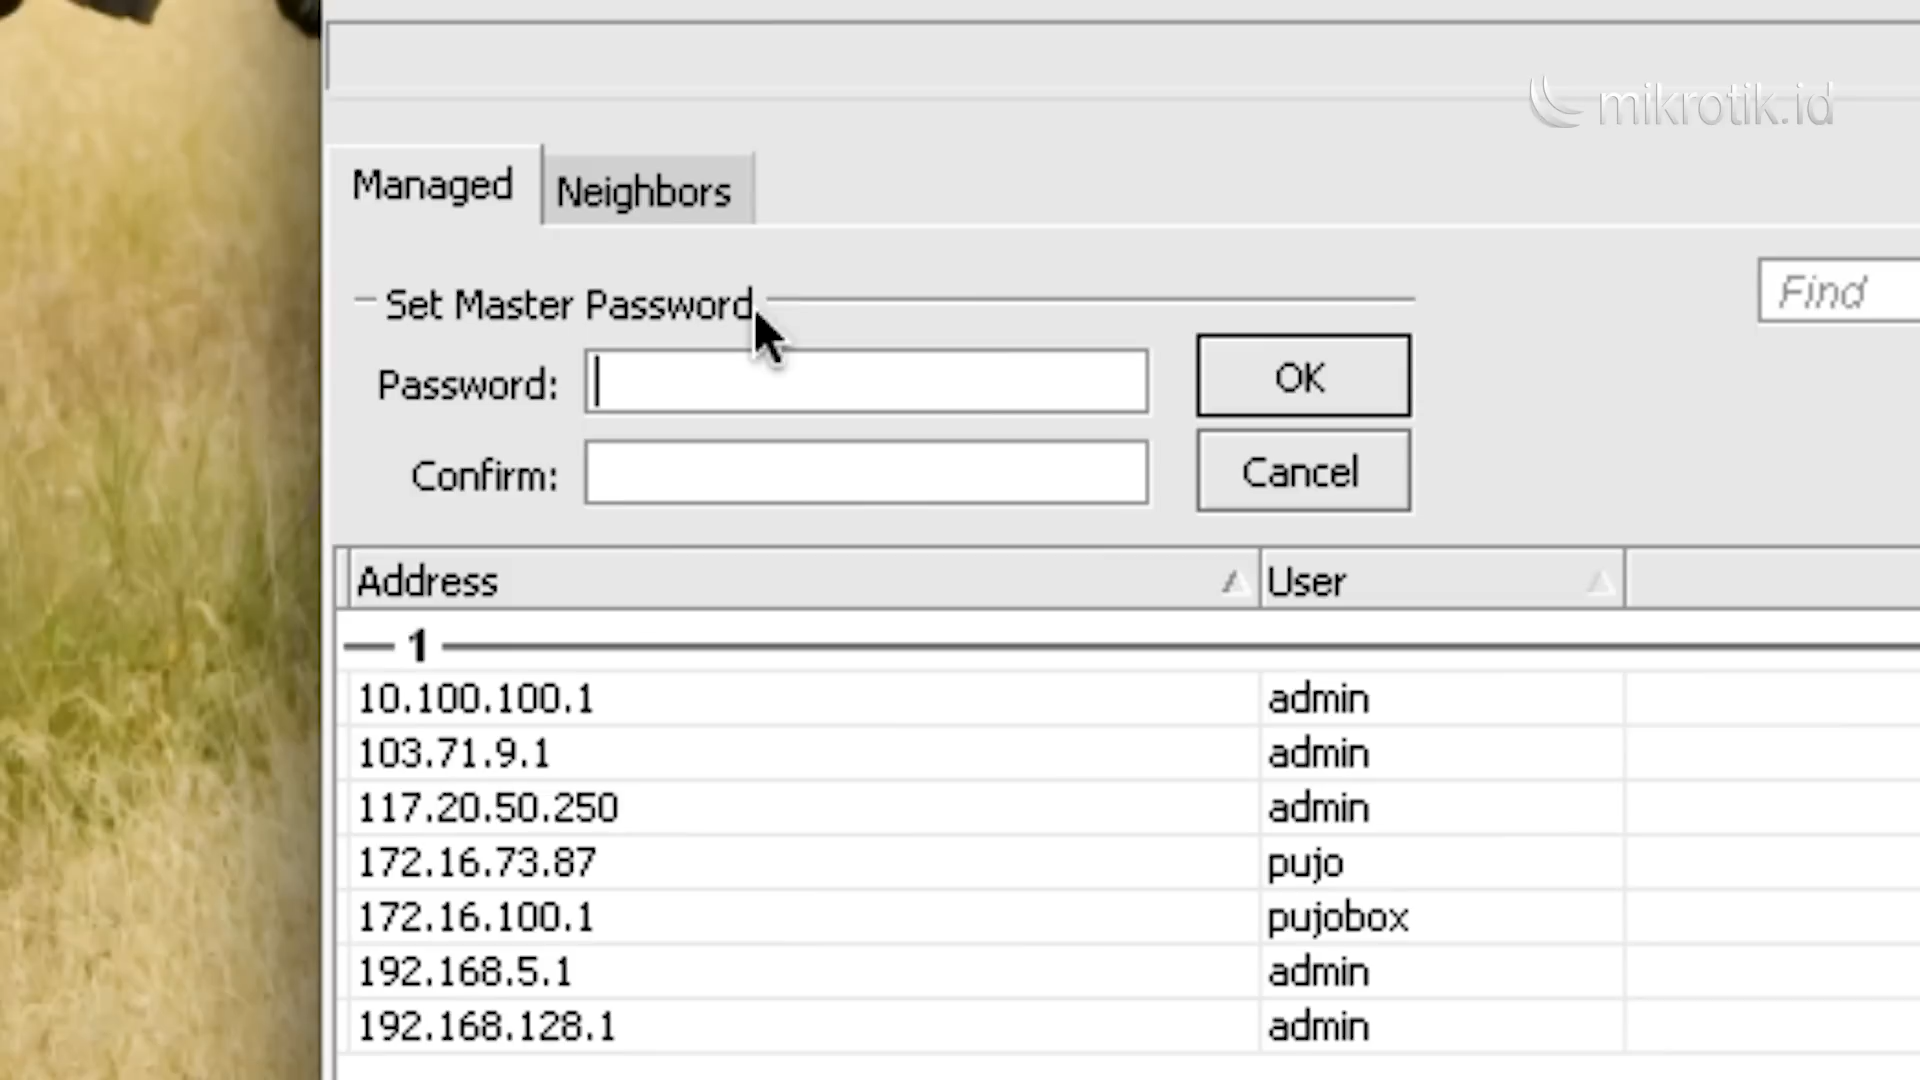 mikrotik.id
Managed
Neighbors
Set Master Password
Find
Password:
OK
Confirm:
Cancel
Address User
1
10.100.100.1 admin
103.71.9.1 admin
117.20.50.250 admin
172.16.73.87 pujo
172.16.100.1 pujobox
192.168.5.1 admin
192.168.128.1 admin